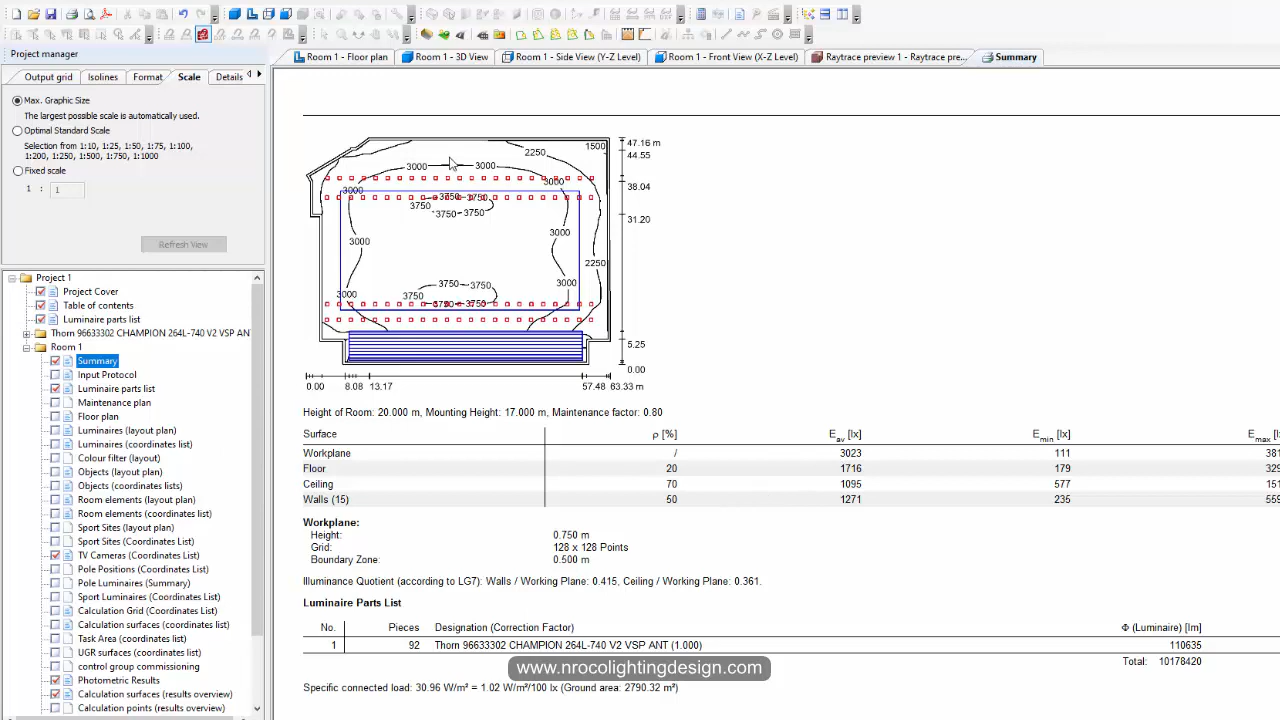 Project manager
Room 1 - Floor plan
Room 1 - 3D View
Room 1 - Side View (Y-Z Level)
Room 1 - Front View (X-Z Level)
Raytrace preview 1 - Raytrace pre...
Summary
Output grid
Isolines
Format
Scale
Details
Max. Graphic Size
The largest possible scale is automatically used.
Optimal Standard Scale
Selection from 1:10, 1:25, 1:50, 1:75, 1:100,
1:200, 1:250, 1:500, 1:750, 1:1000
Fixed scale
1 : 1
Refresh View
Project 1
Project Cover
Table of contents
Luminaire parts list
Thorn 96633302 CHAMPION 264L-740 V2 VSP ANT
Room 1
Summary
Input Protocol
Luminaire parts list
Maintenance plan
Floor plan
Luminaires (layout plan)
Luminaires (coordinates list)
Colour filter (layout)
Objects (layout plan)
Objects (coordinates lists)
Room elements (layout plan)
Room elements (coordinates list)
Sport Sites (layout plan)
Sport Sites (Coordinates List)
TV Cameras (Coordinates List)
Pole Positions (Coordinates List)
Pole Luminaires (Summary)
Sport Luminaires (Coordinates List)
Calculation Grid (Coordinates List)
Calculation surfaces (coordinates list)
Task Area (coordinates list)
UGR surfaces (coordinates list)
control group commissioning
Photometric Results
Calculation surfaces (results overview)
Calculation points (results overview)
1500
2250
3000 3000
3000
3000
3750 3750
3750
3750 3750
3000
3000
2250
3000
3000
3750 3750
3750
3750 3750
47.16 m
44.55
38.04
31.20
5.25
0.00
0.00 8.08 13.17 57.48 63.33 m
Height of Room: 20.000 m, Mounting Height: 17.000 m, Maintenance factor: 0.80
Surface ρ [%] Eav [lx] Emin [lx] Emax [lx
Workplane / 3023 111 381
Floor 20 1716 179 329
Ceiling 70 1095 577 151
Walls (15) 50 1271 235 559
Workplane:
Height: 0.750 m
Grid: 128 x 128 Points
Boundary Zone: 0.500 m
Illuminance Quotient (according to LG7): Walls / Working Plane: 0.415, Ceiling / Working Plane: 0.361.
Luminaire Parts List
No. Pieces Designation (Correction Factor) Φ (Luminaire) [lm]
1 92 Thorn 96633302 CHAMPION 264L-740 V2 VSP ANT (1.000) 110635
Total: 10178420
www.nrocolightingdesign.com
Specific connected load: 30.96 W/m² = 1.02 W/m²/100 lx (Ground area: 2790.32 m²)